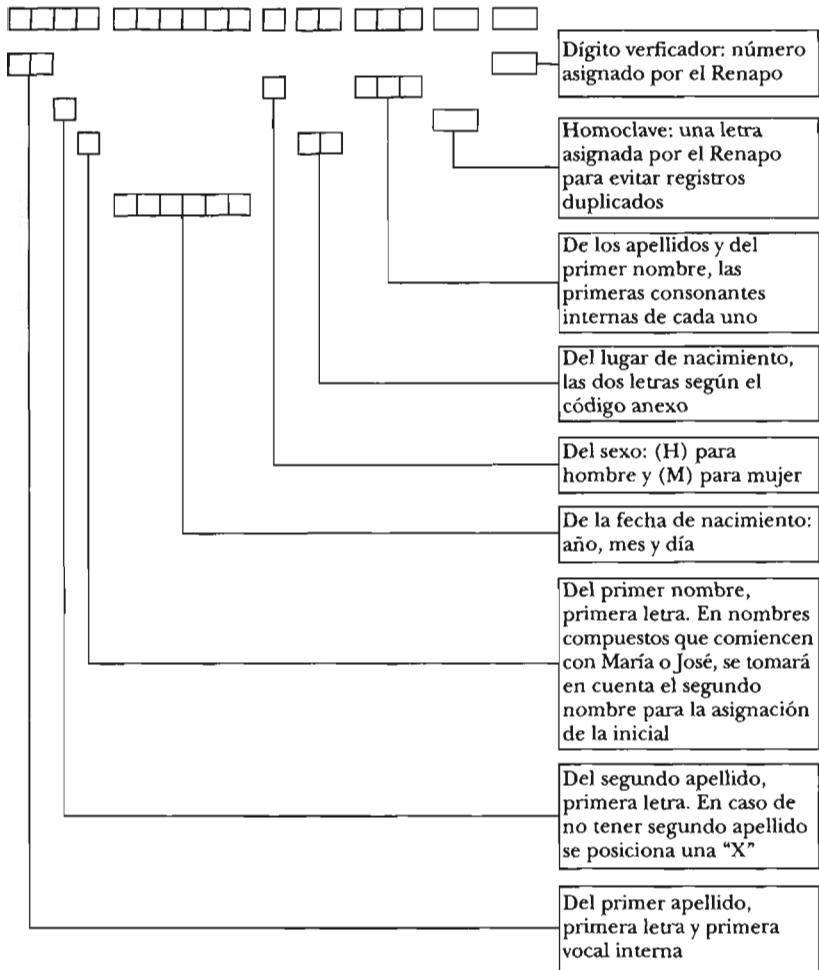 Dígito verficador: número
asignado por el Renapo
Homoclave: una letra
asignada por el Renapo
para evitar registros
duplicados
De los apellidos y del
primer nombre, las
primeras consonantes
internas de cada uno
Del lugar de nacimiento,
las dos letras según el
código anexo
Del sexo: (H) para
hombre y (M) para mujer
De la fecha de nacimiento:
año, mes y día
Del primer nombre,
primera letra. En nombres
compuestos que comiencen
con María o José, se tomará
en cuenta el segundo
nombre para la asignación
de la inicial
Del segundo apellido,
primera letra. En caso de
no tener segundo apellido
se posiciona una “X”
Del primer apellido,
primera letra y primera
vocal interna